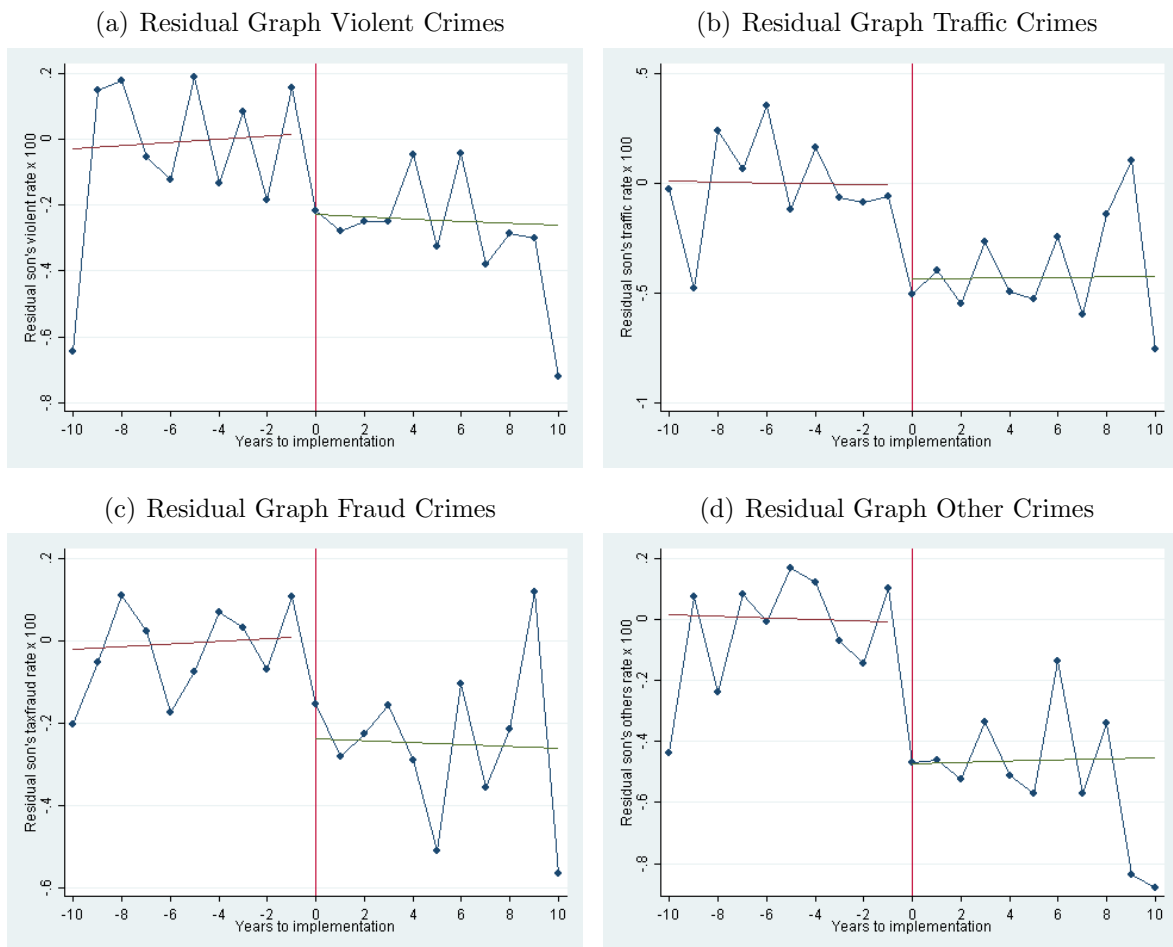 (a) Residual Graph Violent Crimes
Residual son's violent rate x 100
.2
0
-.2
-.4
-.6
-.8
-10 -8 -6 -4 -2 0 2 4 6 8 10
Years to implementation
(b) Residual Graph Traffic Crimes
Residual son's traffic rate x 100
.5
0
-.5
-1
-10 -8 -6 -4 -2 0 2 4 6 8 10
Years to implementation
(c) Residual Graph Fraud Crimes
Residual son's taxfraud rate x 100
.2
0
-.2
-.4
-.6
-10 -8 -6 -4 -2 0 2 4 6 8 10
Years to implementation
(d) Residual Graph Other Crimes
Residual son's others rate x 100
.2
0
-.2
-.4
-.6
-.8
-10 -8 -6 -4 -2 0 2 4 6 8 10
Years to implementation